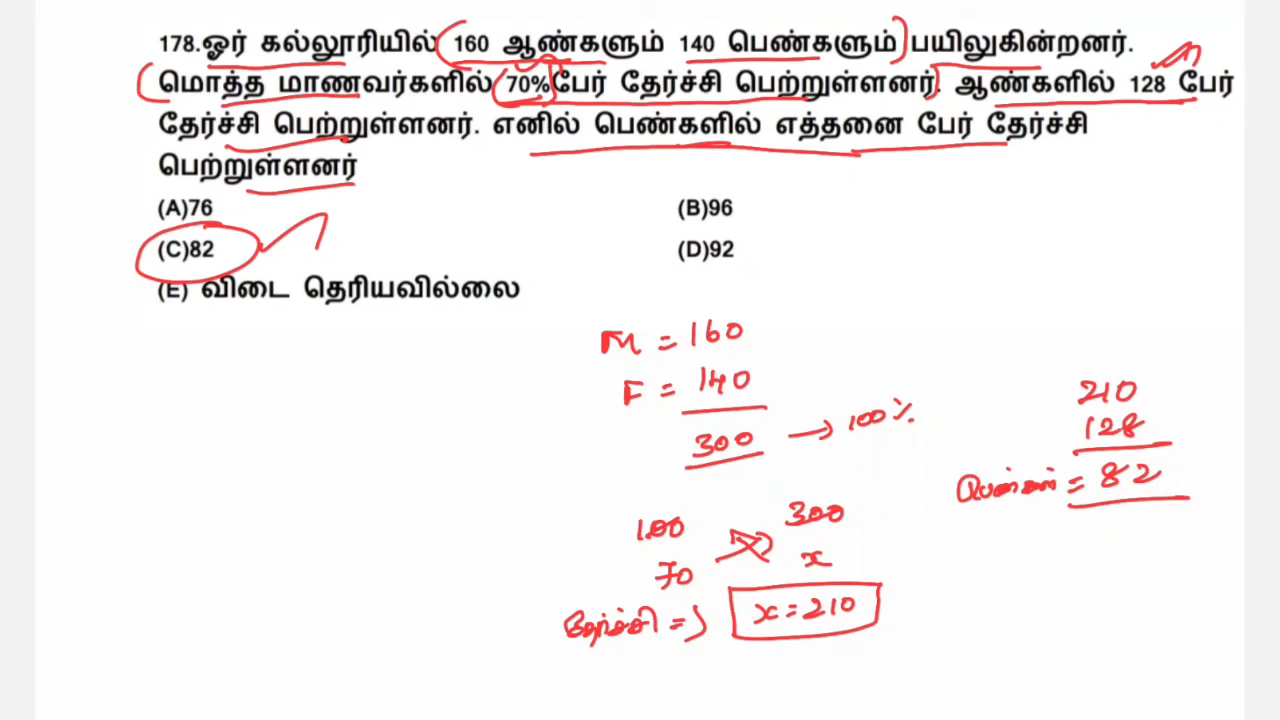 178.ஓர் கல்லூரியில் 160 ஆண்களும் 140 பெண்களும் பயிலுகின்றனர்.
மொத்த மாணவர்களில் 70%பேர் தேர்ச்சி பெற்றுள்ளனர். ஆண்களில் 128 பேர்
தேர்ச்சி பெற்றுள்ளனர். எனில் பெண்களில் எத்தனை பேர் தேர்ச்சி
பெற்றுள்ளனர்
(A)76 (B)96
(C)82 (D)92
(E) விடை தெரியவில்லை
M = 160
F = 140
300 → 100%
210
128
பெண்கள் = 82
100 300
70 x
தேர்ச்சி => x = 210